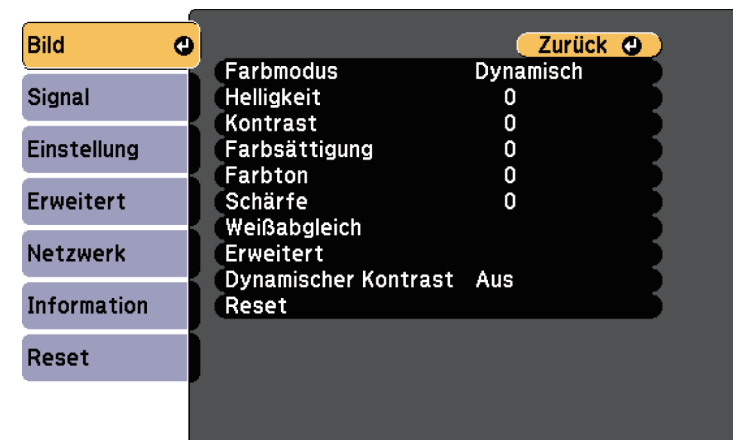 Bild
Signal
Einstellung
Erweitert
Netzwerk
Information
Reset
Zurück
Farbmodus Dynamisch
Helligkeit 0
Kontrast 0
Farbsättigung 0
Farbton 0
Schärfe 0
Weißabgleich
Erweitert
Dynamischer Kontrast Aus
Reset